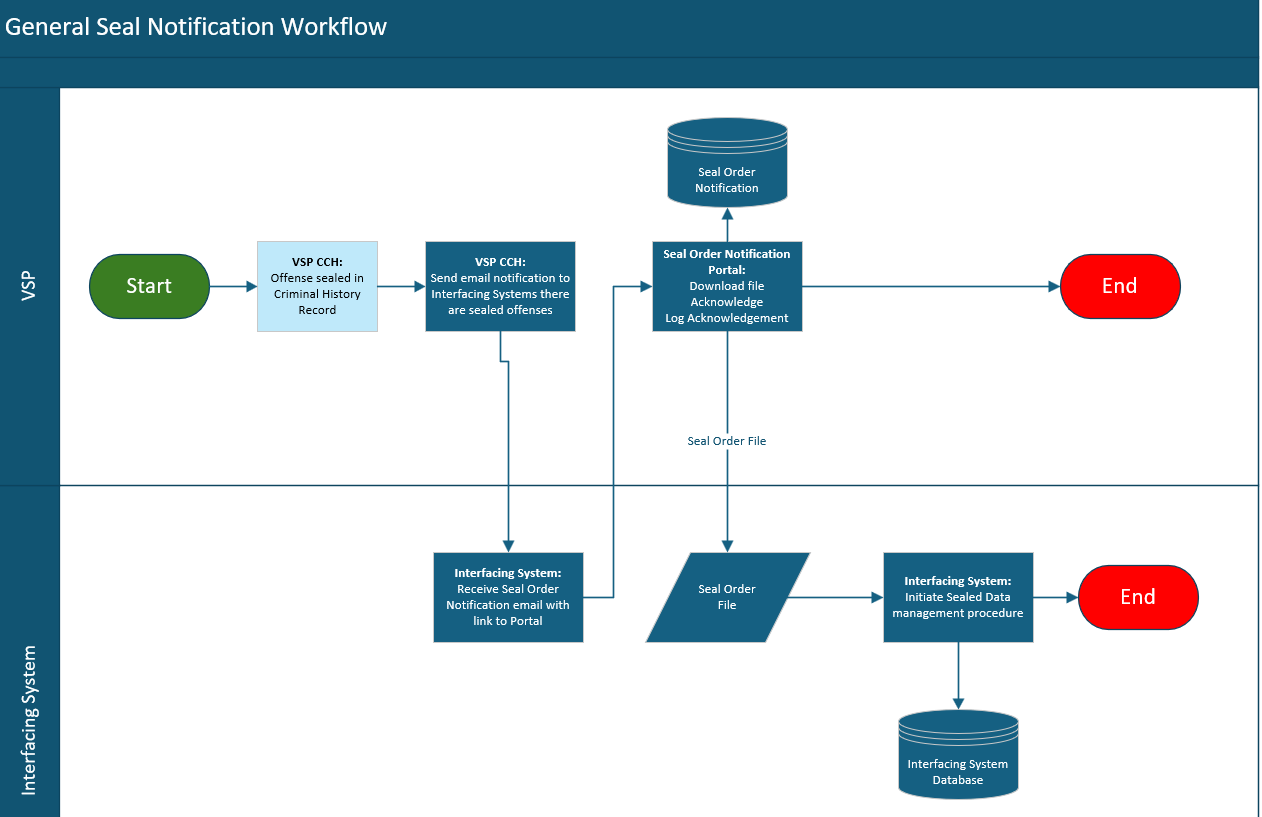 General Seal Notification Workflow
VSP
Seal Order
Notification
Start
VSP CCH:
Offense sealed in
Criminal History
Record
VSP CCH:
Send email notification to
Interfacing Systems there
are sealed offenses
Seal Order Notification
Portal:
Download file
Acknowledge
Log Acknowledgement
End
Seal Order File
Interfacing System
Interfacing System:
Receive Seal Order
Notification email with
link to Portal
Seal Order
File
Interfacing System:
Initiate Sealed Data
management procedure
End
Interfacing System
Database